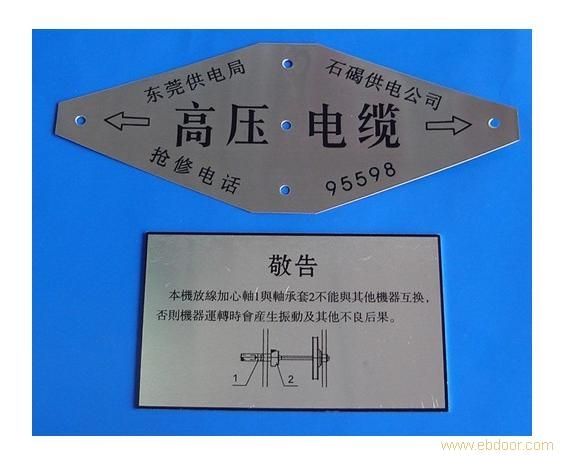 东莞供电局 石碣供电公司
高压电缆
抢修电话 95598
敬告
本機放線加心軸1與軸承套2不能與其他機器互换,
否則機器運轉時會産生振動及其他不良后果。
1 2
www.ebdoor.com